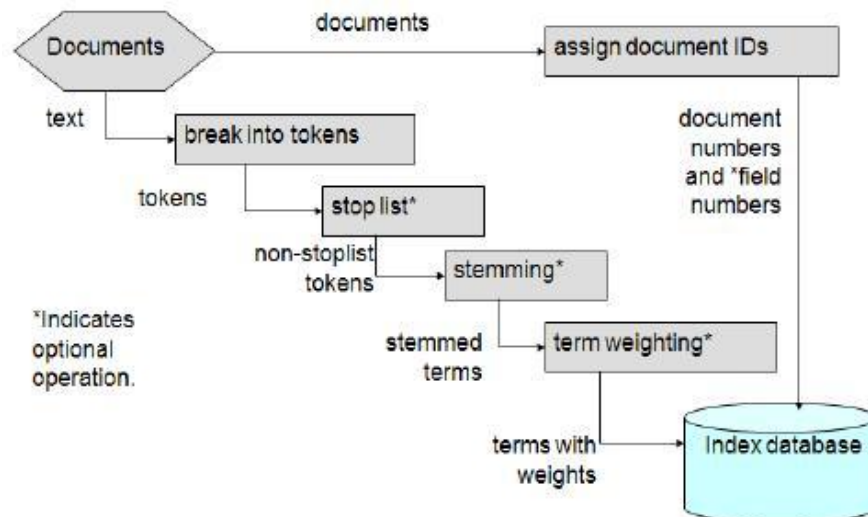 documents
Documents
assign document IDs
text
break into tokens
document
numbers
and *field
numbers
tokens
stop list*
non-stoplist
tokens
stemming*
*Indicates
optional
operation.
stemmed
terms
term weighting*
terms with
weights
Index database